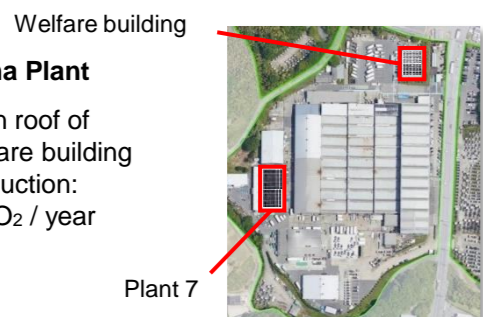 Welfare building
na Plant
n roof of
are building
uction:
O₂ / year
Plant 7